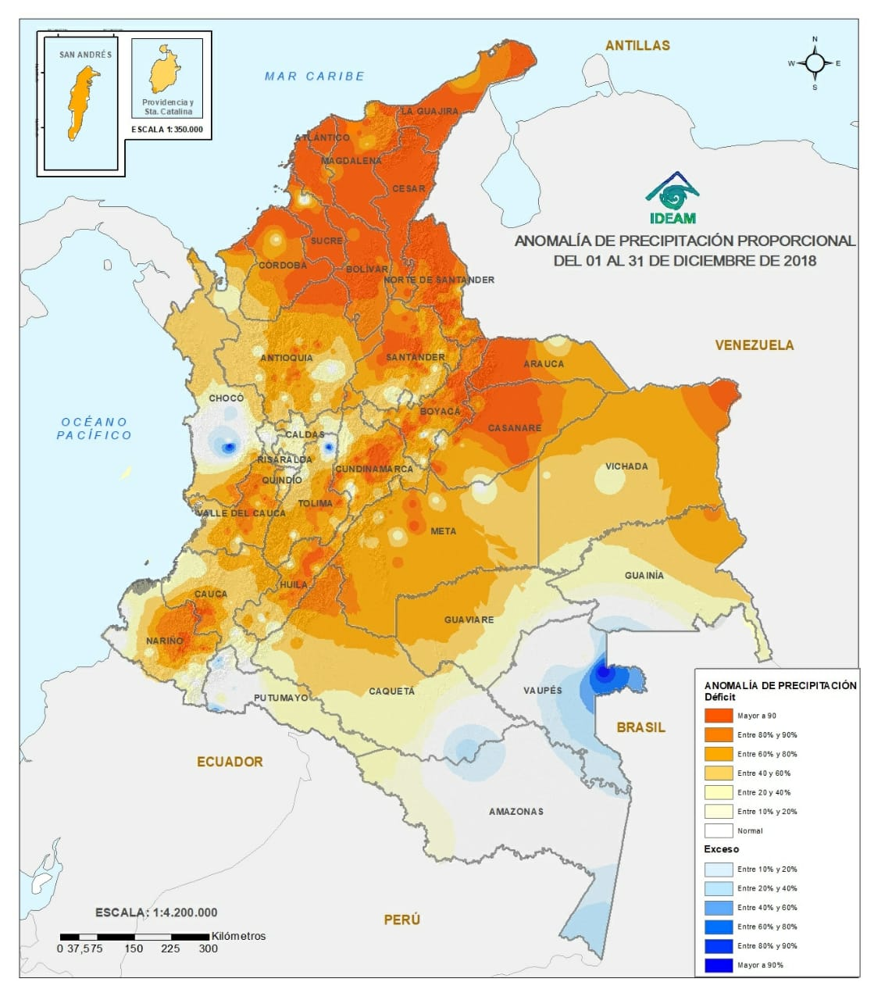 SAN ANDRÉS
Providencia y
Sta. Catalina
ESCALA 1:350.000
MAR CARIBE
ANTILLAS
N
W
E
S
IDEAM
ANOMALÍA DE PRECIPITACIÓN PROPORCIONAL
DEL 01 AL 31 DE DICIEMBRE DE 2018
LA GUAJIRA
ATLÁNTICO
MAGDALENA
CESAR
SUCRE
CÓRDOBA
BOLÍVAR
NORTE DE SANTANDER
VENEZUELA
ANTIOQUIA
SANTANDER
ARAUCA
CHOCÓ
BOYACÁ
OCÉANO
PACÍFICO
CALDAS
CASANARE
RISARALDA
CUNDINAMARCA
VICHADA
QUINDÍO
TOLIMA
VALLE DEL CAUCA
META
GUAINÍA
HUILA
CAUCA
GUAVIARE
NARIÑO
CAQUETÁ
VAUPÉS
PUTUMAYO
BRASIL
ECUADOR
AMAZONAS
PERÚ
ANOMALÍA DE PRECIPITACIÓN
Déficit
Mayor a 90
Entre 80% y 90%
Entre 60% y 80%
Entre 40 y 60%
Entre 20 y 40%
Entre 10% y 20%
Normal
Exceso
Entre 10% y 20%
Entre 20% y 40%
Entre 40% y 60%
Entre 60% y 80%
Entre 80% y 90%
Mayor a 90%
ESCALA: 1:4.200.000
Kilómetros
0 37,575 150 225 300